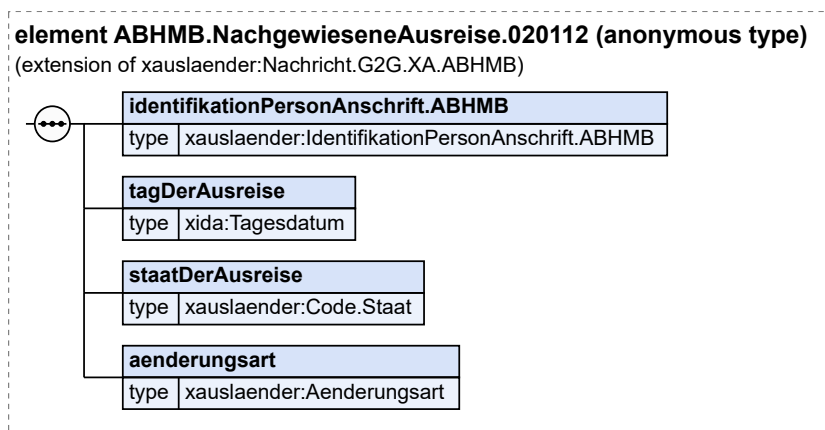 element ABHMB.NachgewieseneAusreise.020112 (anonymous type)
(extension of xauslaender:Nachricht.G2G.XA.ABHMB)
identifikationPersonAnschrift.ABHMB
type xauslaender:IdentifikationPersonAnschrift.ABHMB
tagDerAusreise
type xida:Tagesdatum
staatDerAusreise
type xauslaender:Code.Staat
aenderungsart
type xauslaender:Aenderungsart